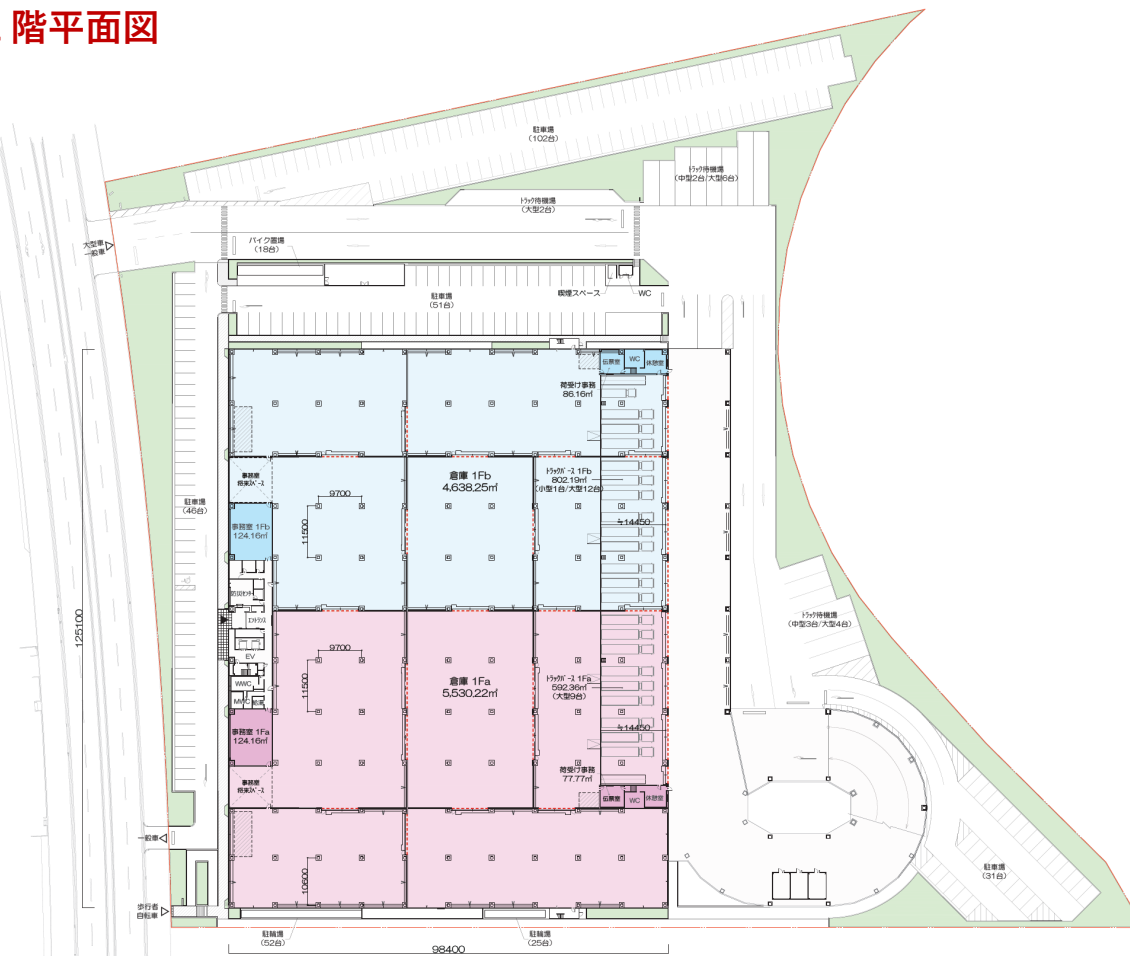 階平面図
駐車場
(102台)
トラック待機場
(中型2台/大型6台)
トラック待機場
(大型2台)
大型車
一般車
バイク置場
(18台)
駐車場
(51台)
喫煙スペース
WC
伝票室
WC
休憩室
荷受け事務
86.16㎡
事務室
将来スペース
倉庫 1Fb
4,638.25㎡
トラックバース 1Fb
802.19㎡
(小型1台/大型12台)
9700
11500
≒14450
駐車場
(46台)
事務室 1Fb
124.16㎡
防災センター
エントランス
EV
WWC
MWC
給湯
125100
9700
11500
倉庫 1Fa
5,530.22㎡
トラックバース 1Fa
592.36㎡
(大型9台)
≒14450
トラック待機場
(中型3台/大型4台)
事務室 1Fa
124.16㎡
事務室
将来スペース
荷受け事務
77.77㎡
伝票室
WC
休憩室
一般車
10600
駐車場
(31台)
歩行者
自転車
駐輪場
(52台)
駐輪場
(25台)
98400